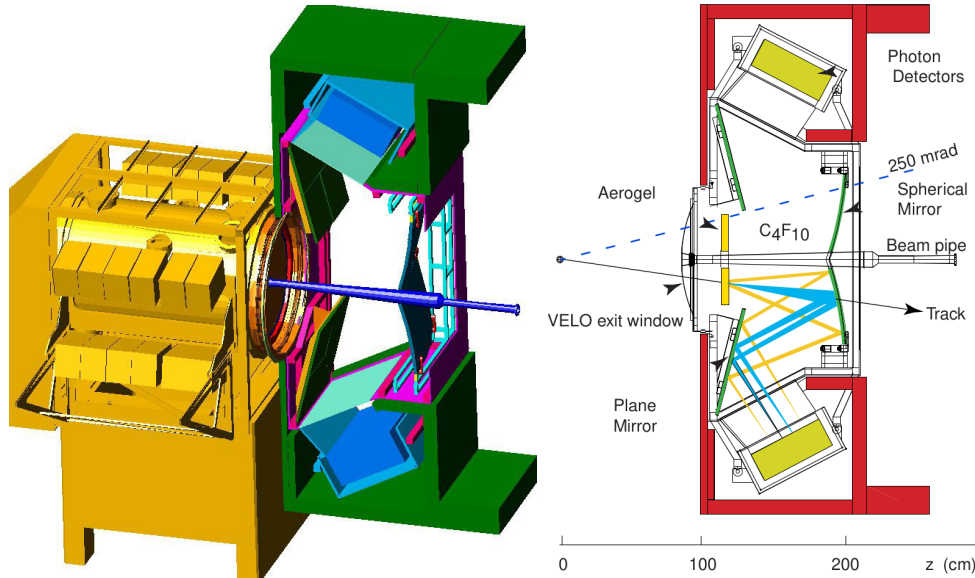 Photon
Detectors
250 mrad
Aerogel
Spherical
Mirror
C4F10
Beam pipe
VELO exit window
Track
Plane
Mirror
0
100
200
z (cm)